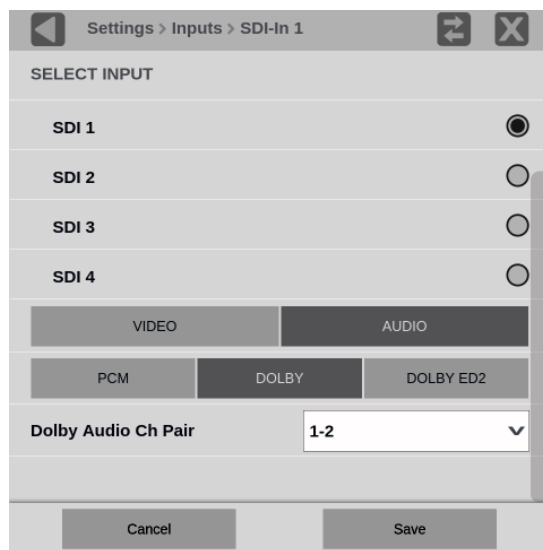 Settings > Inputs > SDI-In 1
SELECT INPUT
SDI 1
SDI 2
SDI 3
SDI 4
VIDEO AUDIO
PCM DOLBY DOLBY ED2
Dolby Audio Ch Pair 1-2
Cancel Save